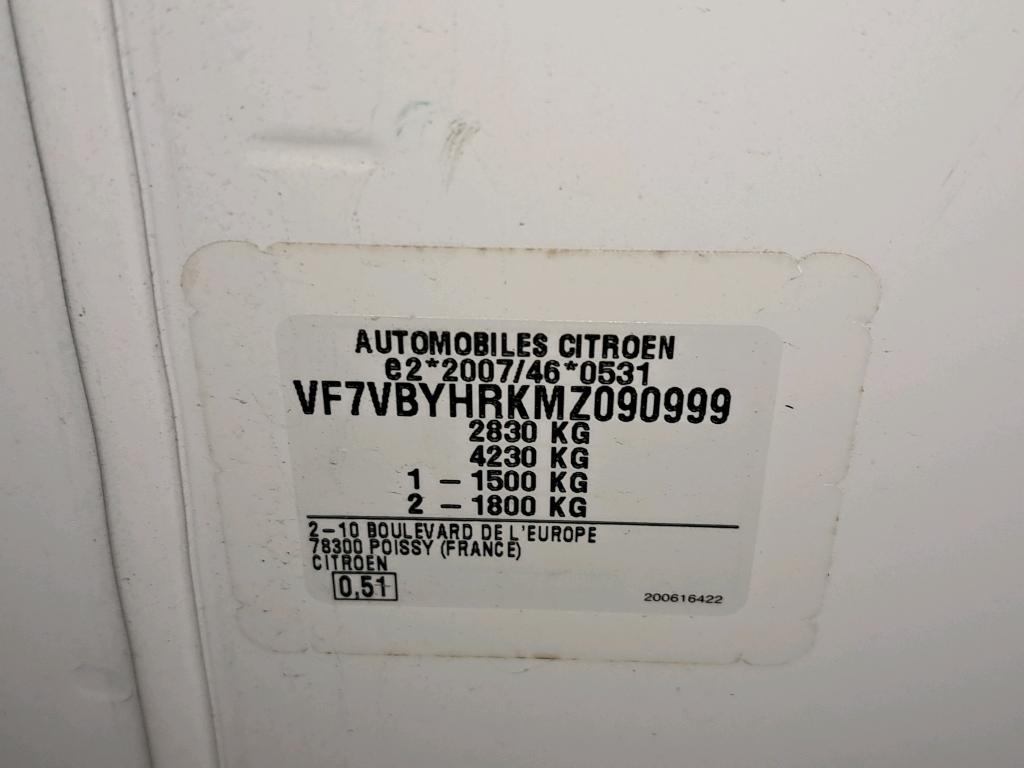 AUTOMOBILES CITROEN
e2*2007/46*0531
VF7VBYHRKMZ090999
2830 KG
4230 KG
1 - 1500 KG
2 - 1800 KG
2-10 BOULEVARD DE L'EUROPE
78300 POISSY (FRANCE)
CITROEN
0,51
200616422